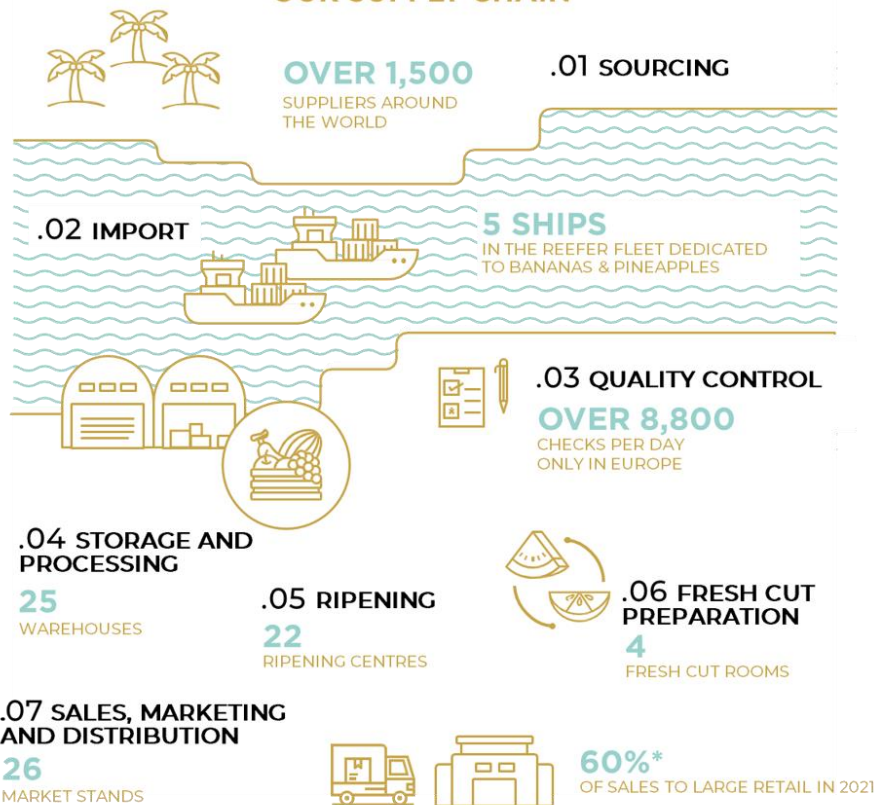 OUR SUPPLY CHAIN
OVER 1,500
SUPPLIERS AROUND
THE WORLD
.01 SOURCING
.02 IMPORT
5 SHIPS
IN THE REEFER FLEET DEDICATED
TO BANANAS & PINEAPPLES
.03 QUALITY CONTROL
OVER 8,800
CHECKS PER DAY
ONLY IN EUROPE
.04 STORAGE AND
PROCESSING
25
WAREHOUSES
.05 RIPENING
22
RIPENING CENTRES
.06 FRESH CUT
PREPARATION
4
FRESH CUT ROOMS
.07 SALES, MARKETING
AND DISTRIBUTION
26
MARKET STANDS
60%*
OF SALES TO LARGE RETAIL IN 2021